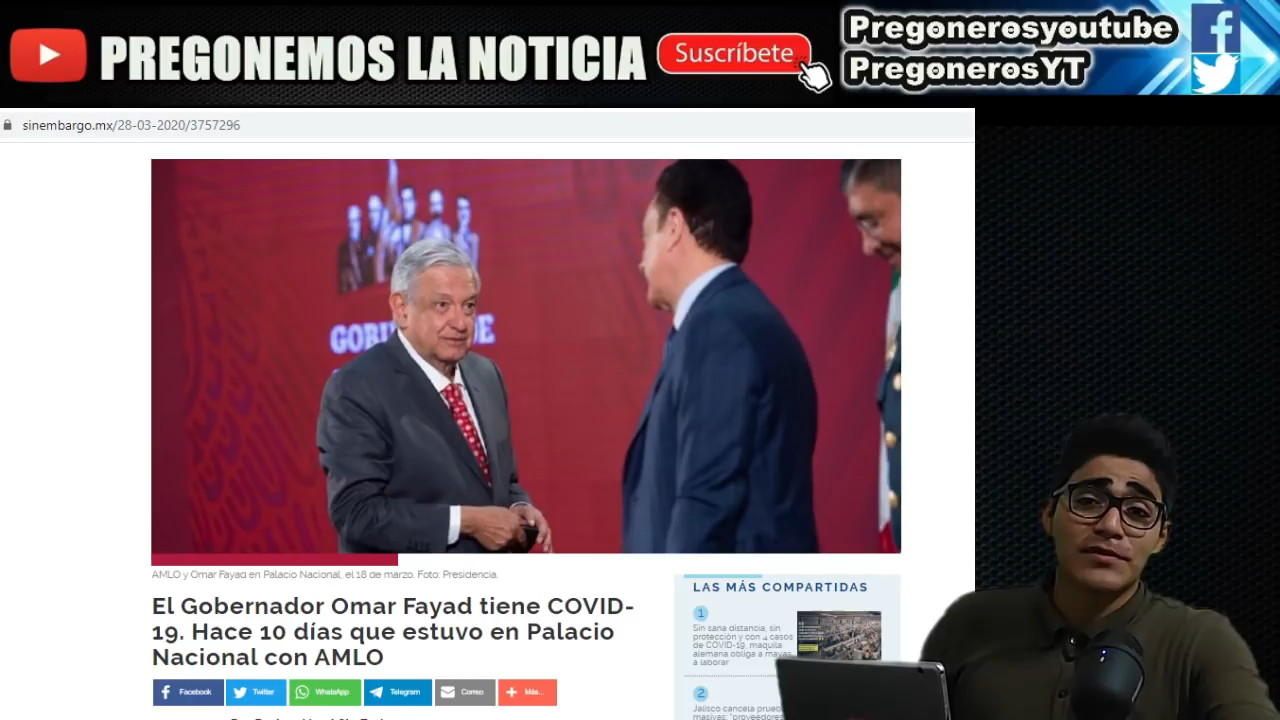 PREGONEMOS LA NOTICIA
Suscríbete
Pregonerosyoutube
PregonerosYT
sinembargo.mx/28-03-2020/3757296
AMLO y Omar Fayad en Palacio Nacional, el 18 de marzo. Foto: Presidencia.
El Gobernador Omar Fayad tiene COVID-
19. Hace 10 días que estuvo en Palacio
Nacional con AMLO
Facebook
Twitter
WhatsApp
Telegram
Correo
Más...
LAS MÁS COMPARTIDAS
1
Sin sana distancia, sin
protección y con 4 casos
de COVID-19, maquila
alemana obliga a mayas
a laborar
2
Jalisco cancela
masivas: "proveedores